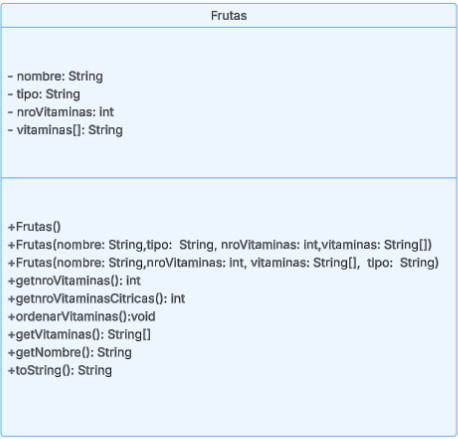 Frutas
- nombre: String
- tipo: String
- nroVitaminas: int
- vitaminas[]: String
+Frutas()
+Frutas(nombre: String,tipo: String, nroVitaminas: int,vitaminas: String[])
+Frutas(nombre: String,nroVitaminas: int, vitaminas: String[], tipo: String)
+getnroVitaminas(): int
+getnroVitaminasCitricas(): int
+ordenarVitaminas():void
+getVitaminas(): String[]
+getNombre(): String
+toString(): String